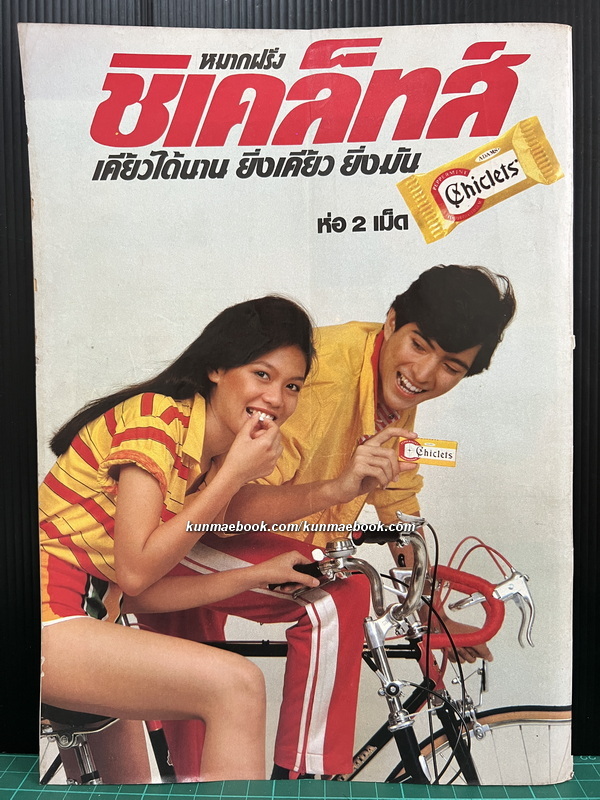 หมากฝรั่ง
ชิเคล็ทส์
เคี้ยวได้นาน ยิ่งเคี้ยว ยิ่งมัน
ADAMS
PEPPERMINT
Chiclets
ห่อ 2 เม็ด
Chiclets
kunmaebook.com/kunmaebook.com